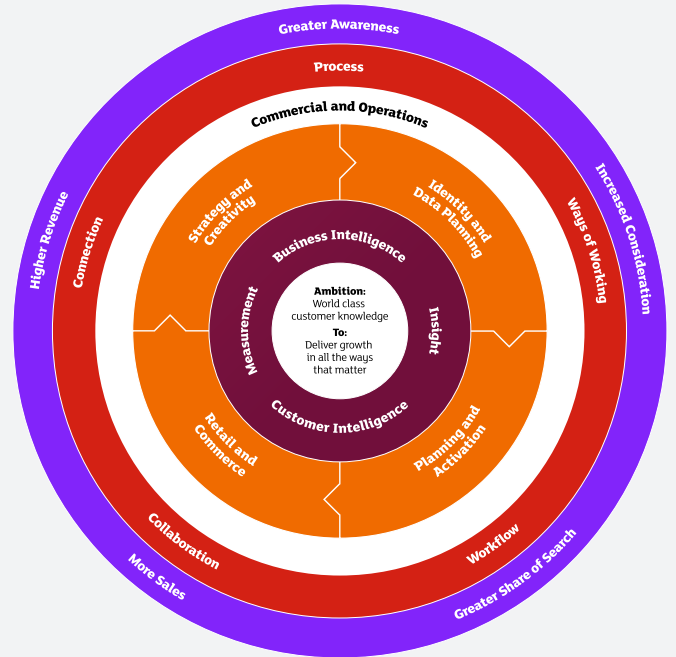 Greater Awareness
Increased Consideration
Greater Share of Search
More Sales
Higher Revenue
Process
Ways of Working
Workflow
Collaboration
Connection
Commercial and Operations
Strategy and
Creativity
Identity and
Data Planning
Planning and
Activation
Retail and
Commerce
Business Intelligence
Insight
Customer Intelligence
Measurement
Ambition:
World class
customer knowledge
To:
Deliver growth
in all the ways
that matter